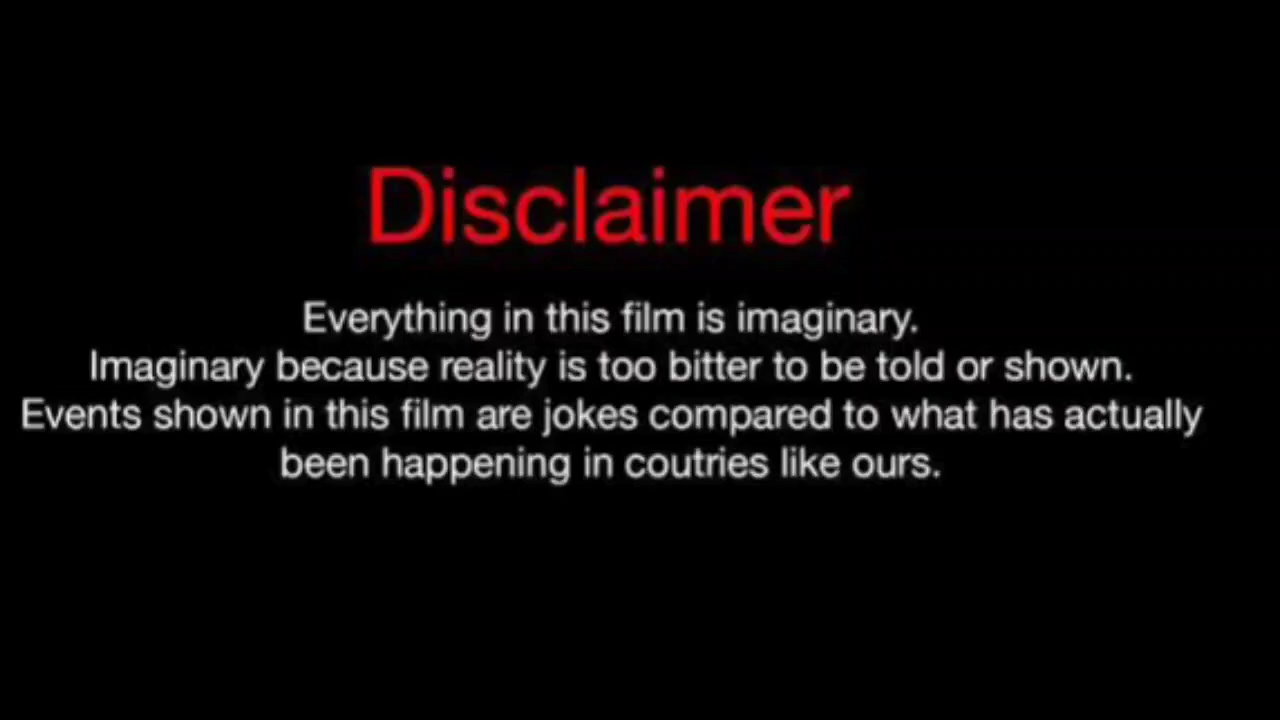 Disclaimer
Everything in this film is imaginary.
Imaginary because reality is too bitter to be told or shown.
Events shown in this film are jokes compared to what has actually
been happening in coutries like ours.